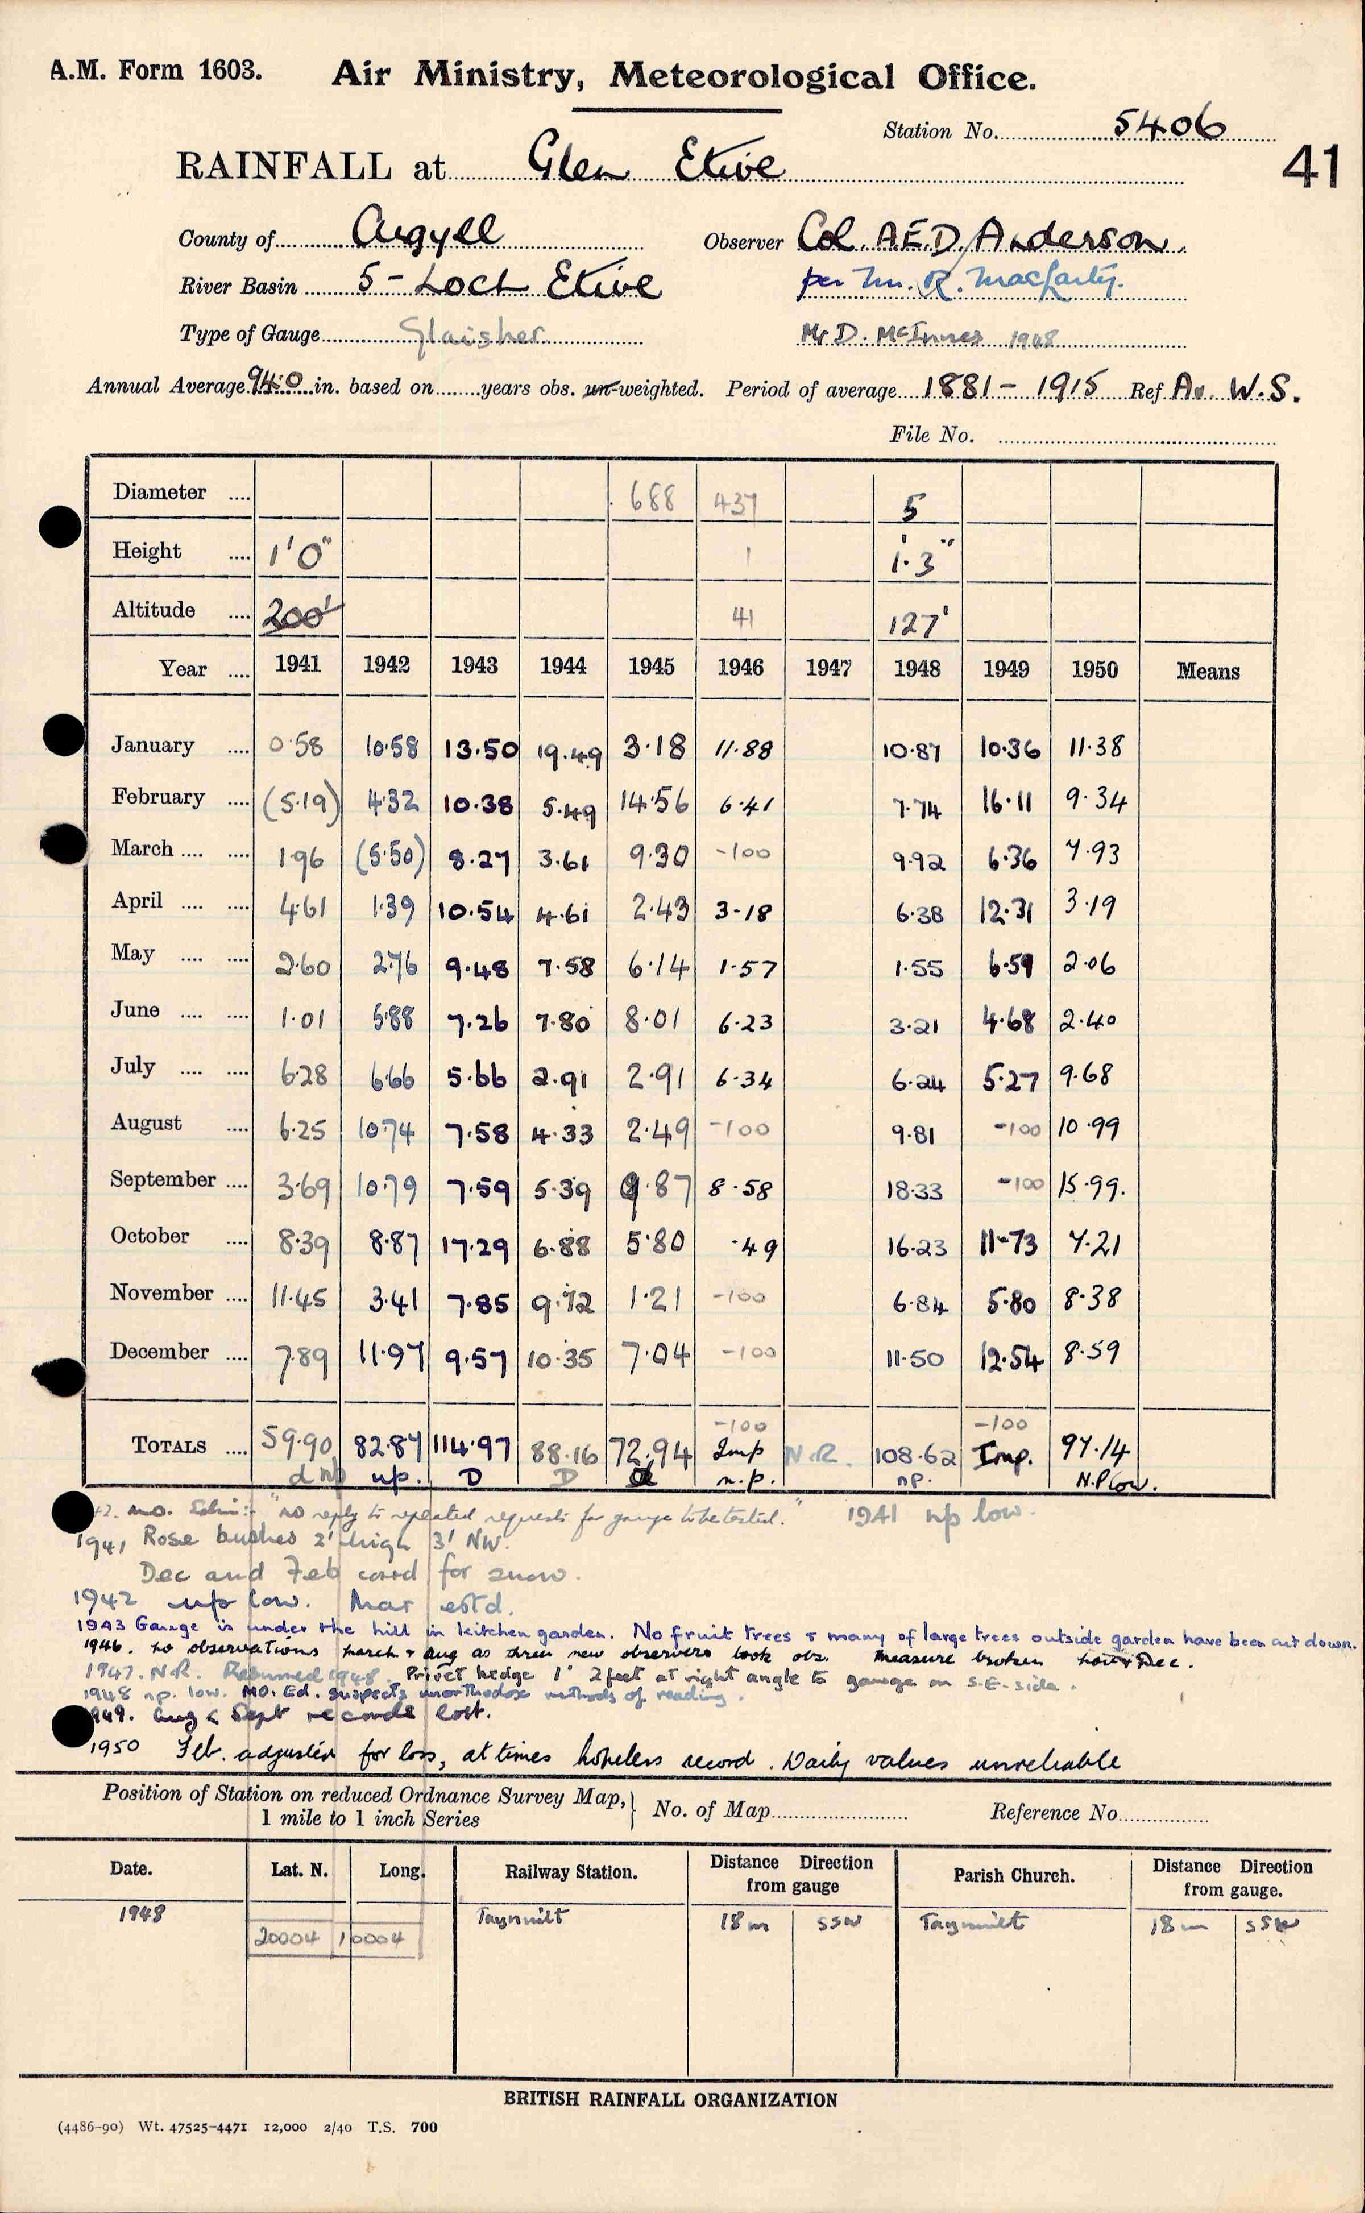 A.M. Form 1603. Air Ministry, Meteorological Office.
Station No. 5406
RAINFALL at Glen Etive
41
County of Argyll Observer Col. A.E.D. Anderson
River Basin 5 - Loch Etive per Mr. R. MacLarty.
Type of Gauge Glaisher Mr D. McInnes 1948
Annual Average 94.0 in. based on years obs. un-weighted. Period of average 1881 - 1915 Ref Av. W.S.
File No.
Diameter .... 688 437 5
Height .... 1'0" 1 1'.3"
Altitude .... 200' 41 127'
Year .... 1941 1942 1943 1944 1945 1946 1947 1948 1949 1950 Means
January .... 0.58 10.58 13.50 19.49 3.18 11.88 10.87 10.36 11.38
February .... (5.19) 4.32 10.38 5.49 14.56 6.41 7.74 16.11 9.34
March .... .... 1.96 (5.50) 8.27 3.61 9.30 -100 9.92 6.36 7.93
April .... .... 4.61 1.39 10.54 4.61 2.43 3-18 6.38 12.31 3.19
May .... .... 2.60 2.76 9.48 7.58 6.14 1.57 1.55 6.59 2.06
June .... .... 1.01 5.88 7.26 7.80 8.01 6.23 3.21 4.68 2.40
July .... .... 6.28 6.66 5.66 2.91 2.91 6.34 6.24 5.27 9.68
August .... 6.25 10.74 7.58 4.33 2.49 -100 9.81 -100 10.99
September .... 3.69 10.79 7.59 5.39 9.87 8.58 18.33 -100 15.99.
October .... 8.39 8.87 17.29 6.88 5.80 .49 16.23 11-73 7.21
November .... 11.45 3.41 7.85 9.72 1.21 -100 6.84 5.80 8.38
December .... 7.89 11.97 9.57 10.35 7.04 -100 11.50 12.54 8.59
-100 -100
TOTALS .... 59.90 82.87 114.97 88.16 72.94 Imp N.R. 108.62 Imp. 97.14
d np up. D D d n.p. np. N.P low.
"no reply to repeated requests for gauge to be tested." 1941 np low.
1941 Rose bushes 2' high 3' NW.
Dec and Feb corrd for snow.
1942 np low. Mar estd.
1943 Gauge is under the hill in kitchen garden. No fruit trees & many of large trees outside garden have been cut down.
1946. no observations March & Aug as three new observers took obs. Measure broken Nov & Dec.
1947. N.R. Resumed 1948. Privet hedge 1' 2 feet at right angle to gauge on S.E. side.
1948 np. low. MO. Ed. suspects unorthodox methods of reading.
1949. Aug & Sept records lost.
1950 Feb. adjusted for loss, at times hopeless record. Daily values unreliable
Position of Station on reduced Ordnance Survey Map, 1 mile to 1 inch Series } No. of Map Reference No.
Date. Lat. N. Long. Railway Station. Distance Direction from gauge Parish Church. Distance Direction from gauge.
1948 Taynuilt 18m SSW Taynuilt 18m SSW
20004 10004
BRITISH RAINFALL ORGANIZATION
(4486-90) Wt. 47525-4471 12,000 2/40 T.S. 700